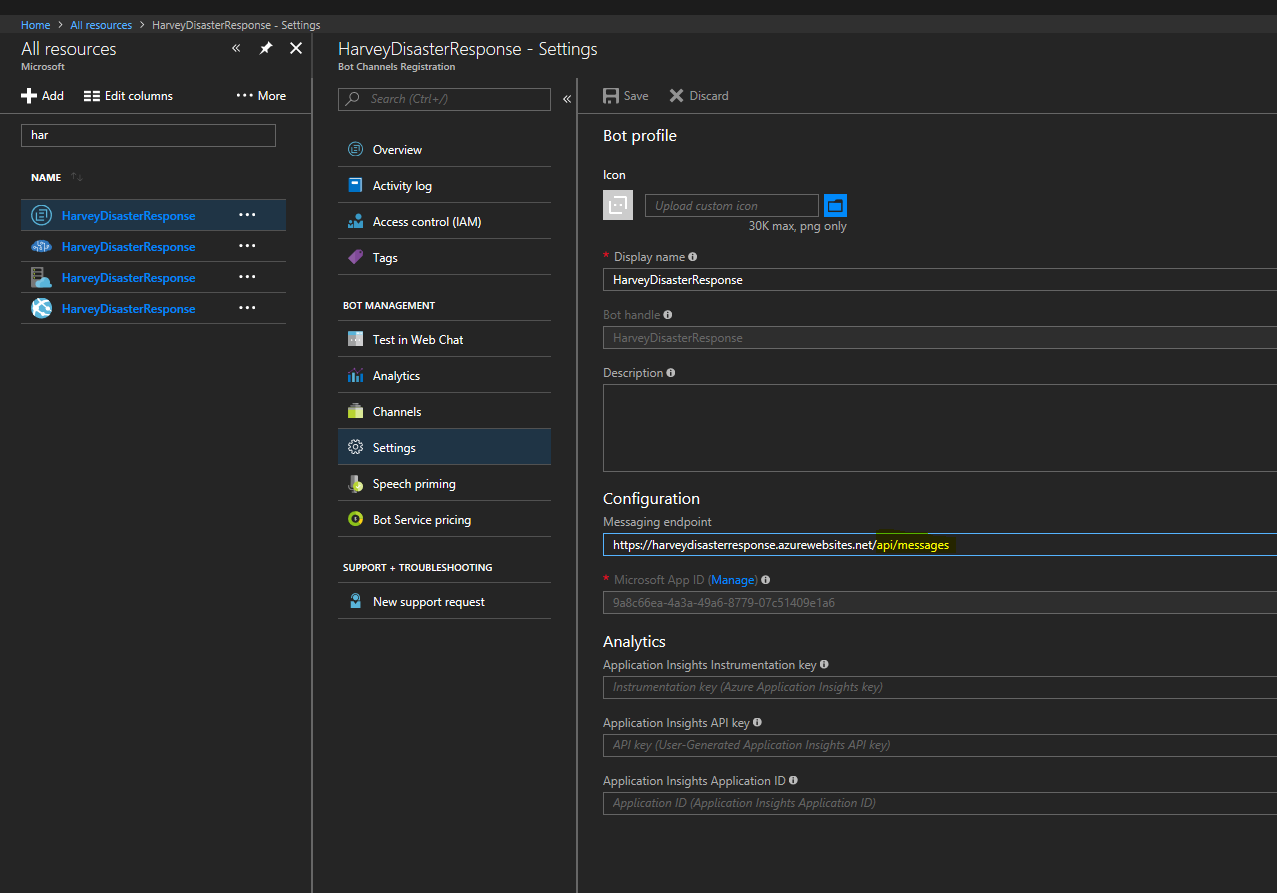 Home > All resources > HarveyDisasterResponse - Settings
All resources
Microsoft
Add Edit columns ··· More
har
NAME
HarveyDisasterResponse ···
HarveyDisasterResponse ···
HarveyDisasterResponse ···
HarveyDisasterResponse ···
HarveyDisasterResponse - Settings
Bot Channels Registration
Search (Ctrl+/)
Overview
Activity log
Access control (IAM)
Tags
BOT MANAGEMENT
Test in Web Chat
Analytics
Channels
Settings
Speech priming
Bot Service pricing
SUPPORT + TROUBLESHOOTING
New support request
Save Discard
Bot profile
Icon
Upload custom icon
30K max, png only
* Display name
HarveyDisasterResponse
Bot handle
HarveyDisasterResponse
Description
Configuration
Messaging endpoint
https://harveydisasterresponse.azurewebsites.net/api/messages
* Microsoft App ID (Manage)
9a8c66ea-4a3a-49a6-8779-07c51409e1a6
Analytics
Application Insights Instrumentation key
Instrumentation key (Azure Application Insights key)
Application Insights API key
API key (User-Generated Application Insights API key)
Application Insights Application ID
Application ID (Application Insights Application ID)